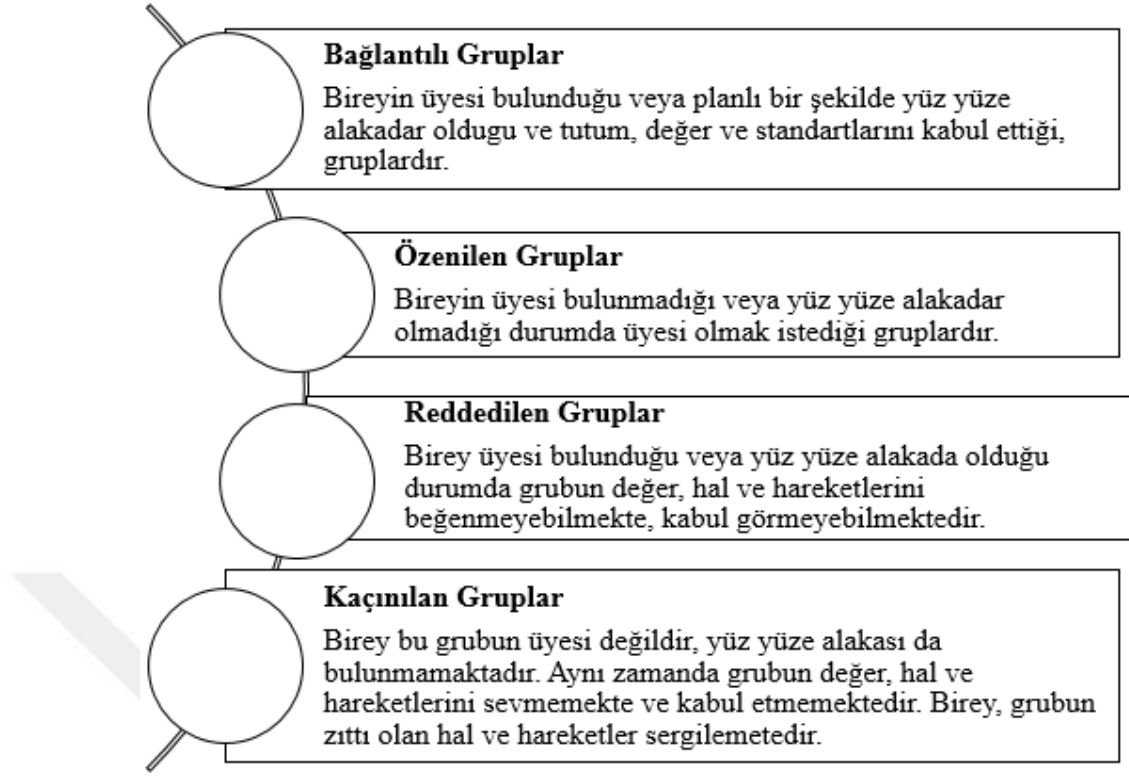 Bağlantılı Gruplar
Bireyin üyesi bulunduğu veya planlı bir şekilde yüz yüze
alakadar oldugu ve tutum, değer ve standartlarını kabul ettiği,
gruplardır.
Özenilen Gruplar
Bireyin üyesi bulunmadığı veya yüz yüze alakadar
olmadığı durumda üyesi olmak istediği gruplardır.
Reddedilen Gruplar
Birey üyesi bulunduğu veya yüz yüze alakada olduğu
durumda grubun değer, hal ve hareketlerini
beğenmeyebilmekte, kabul görmeyebilmektedir.
Kaçınılan Gruplar
Birey bu grubun üyesi değildir, yüz yüze alakası da
bulunmamaktadır. Aynı zamanda grubun değer, hal ve
hareketlerini sevmemekte ve kabul etmemektedir. Birey, grubun
zıttı olan hal ve hareketler sergilemetedir.